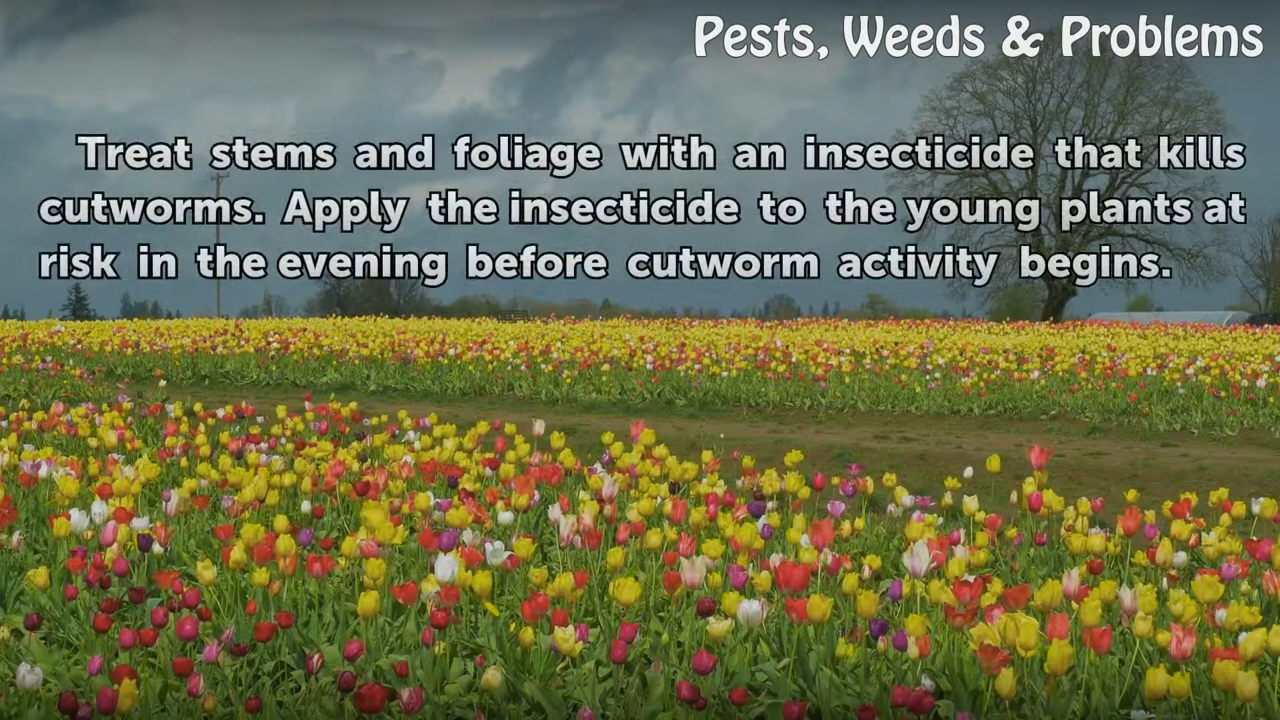 Pests, Weeds & Problems
Treat stems and foliage with an insecticide that kills
cutworms. Apply the insecticide to the young plants at
risk in the evening before cutworm activity begins.